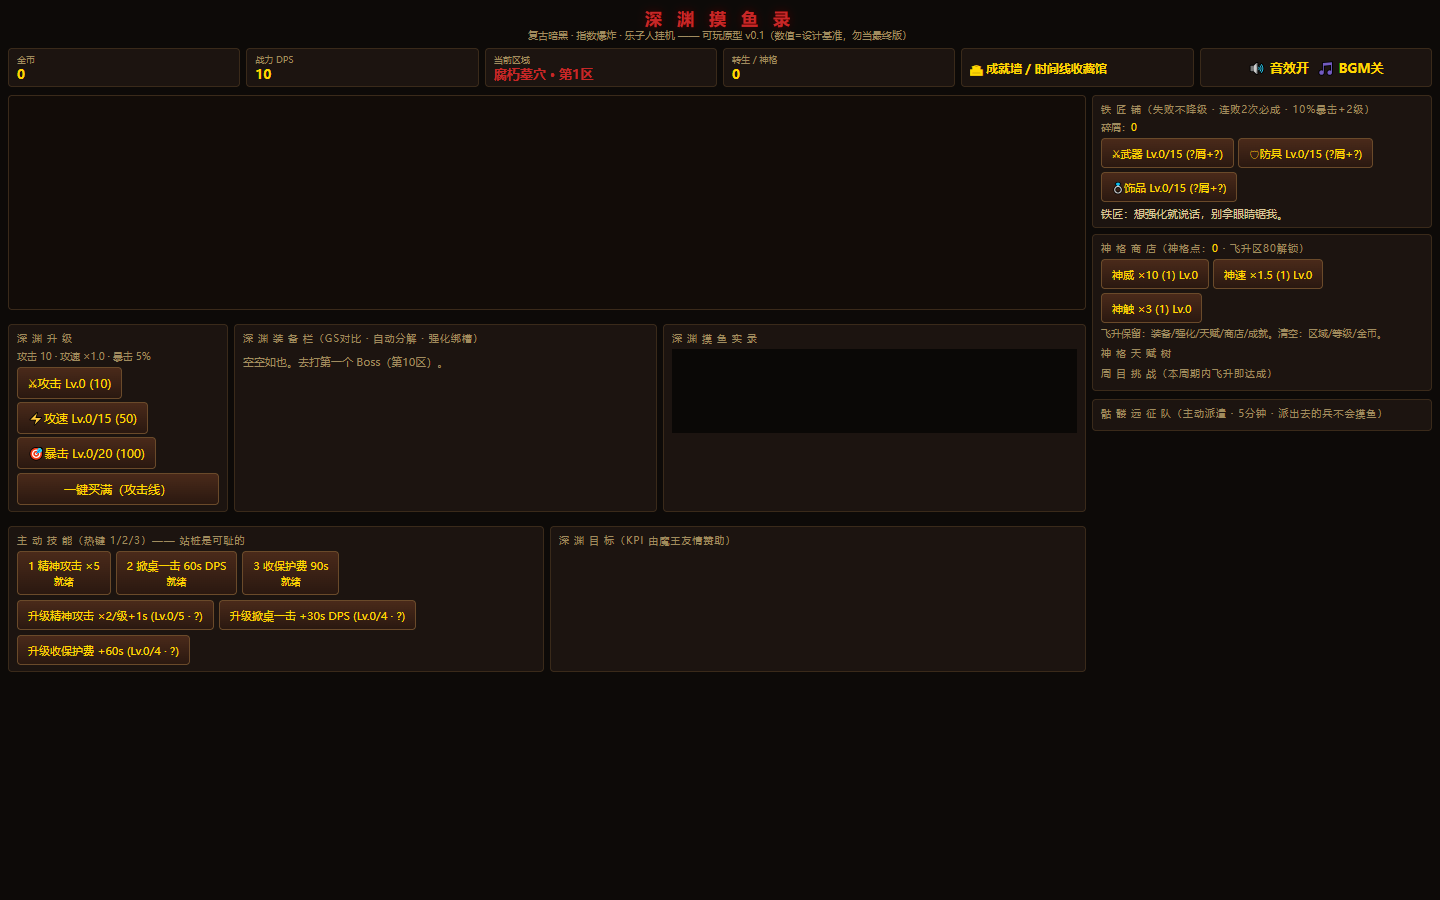 深 渊 摸 鱼 录
复古暗黑 · 指数爆炸 · 乐子人挂机 —— 可玩原型 v0.1（数值=设计基准，勿当最终版）
金币
0
战力 DPS
10
当前区域
腐朽墓穴 • 第1区
转生 / 神格
0
成就墙 / 时间线收藏馆
音效开 BGM关
铁 匠 铺（失败不降级 · 连败2次必成 · 10%暴击+2级）
碎屑：0
⚔武器 Lv.0/15 (?屑+?)
🛡防具 Lv.0/15 (?屑+?)
💍饰品 Lv.0/15 (?屑+?)
铁匠：想强化就说话，别拿眼睛锯我。
神 格 商 店（神格点：0 · 飞升区80解锁）
神威 ×10 (1) Lv.0
神速 ×1.5 (1) Lv.0
神触 ×3 (1) Lv.0
飞升保留：装备/强化/天赋/商店/成就。清空：区域/等级/金币。
神 格 天 赋 树
周 目 挑 战（本周期内飞升即达成）
骷 髅 远 征 队（主动派遣 · 5分钟 · 派出去的兵不会摸鱼）
深 渊 升 级
攻击 10 · 攻速 ×1.0 · 暴击 5%
⚔攻击 Lv.0 (10)
⚡攻速 Lv.0/15 (50)
🎯暴击 Lv.0/20 (100)
一键买满（攻击线）
深 渊 装 备 栏（GS对比 · 自动分解 · 强化绑槽）
空空如也。去打第一个 Boss（第10区）。
深 渊 摸 鱼 实 录
主 动 技 能（热键 1/2/3）—— 站桩是可耻的
1 精神攻击 ×5
就绪
2 掀桌一击 60s DPS
就绪
3 收保护费 90s
就绪
升级精神攻击 ×2/级+1s (Lv.0/5 · ?)
升级掀桌一击 +30s DPS (Lv.0/4 · ?)
升级收保护费 +60s (Lv.0/4 · ?)
深 渊 目 标（KPI 由魔王友情赞助）